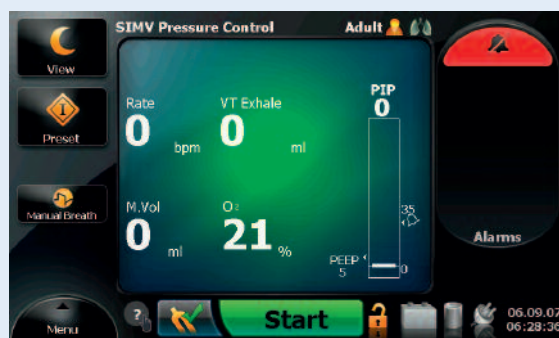 SIMV Pressure Control
Adult
View
Preset
Manual Breath
Menu
Rate
0 bpm
VT Exhale
0 ml
M.Vol
0 ml
O₂
21 %
PIP
0
35
PEEP
5
0
Alarms
?
Start
06.09.07
06:28:36